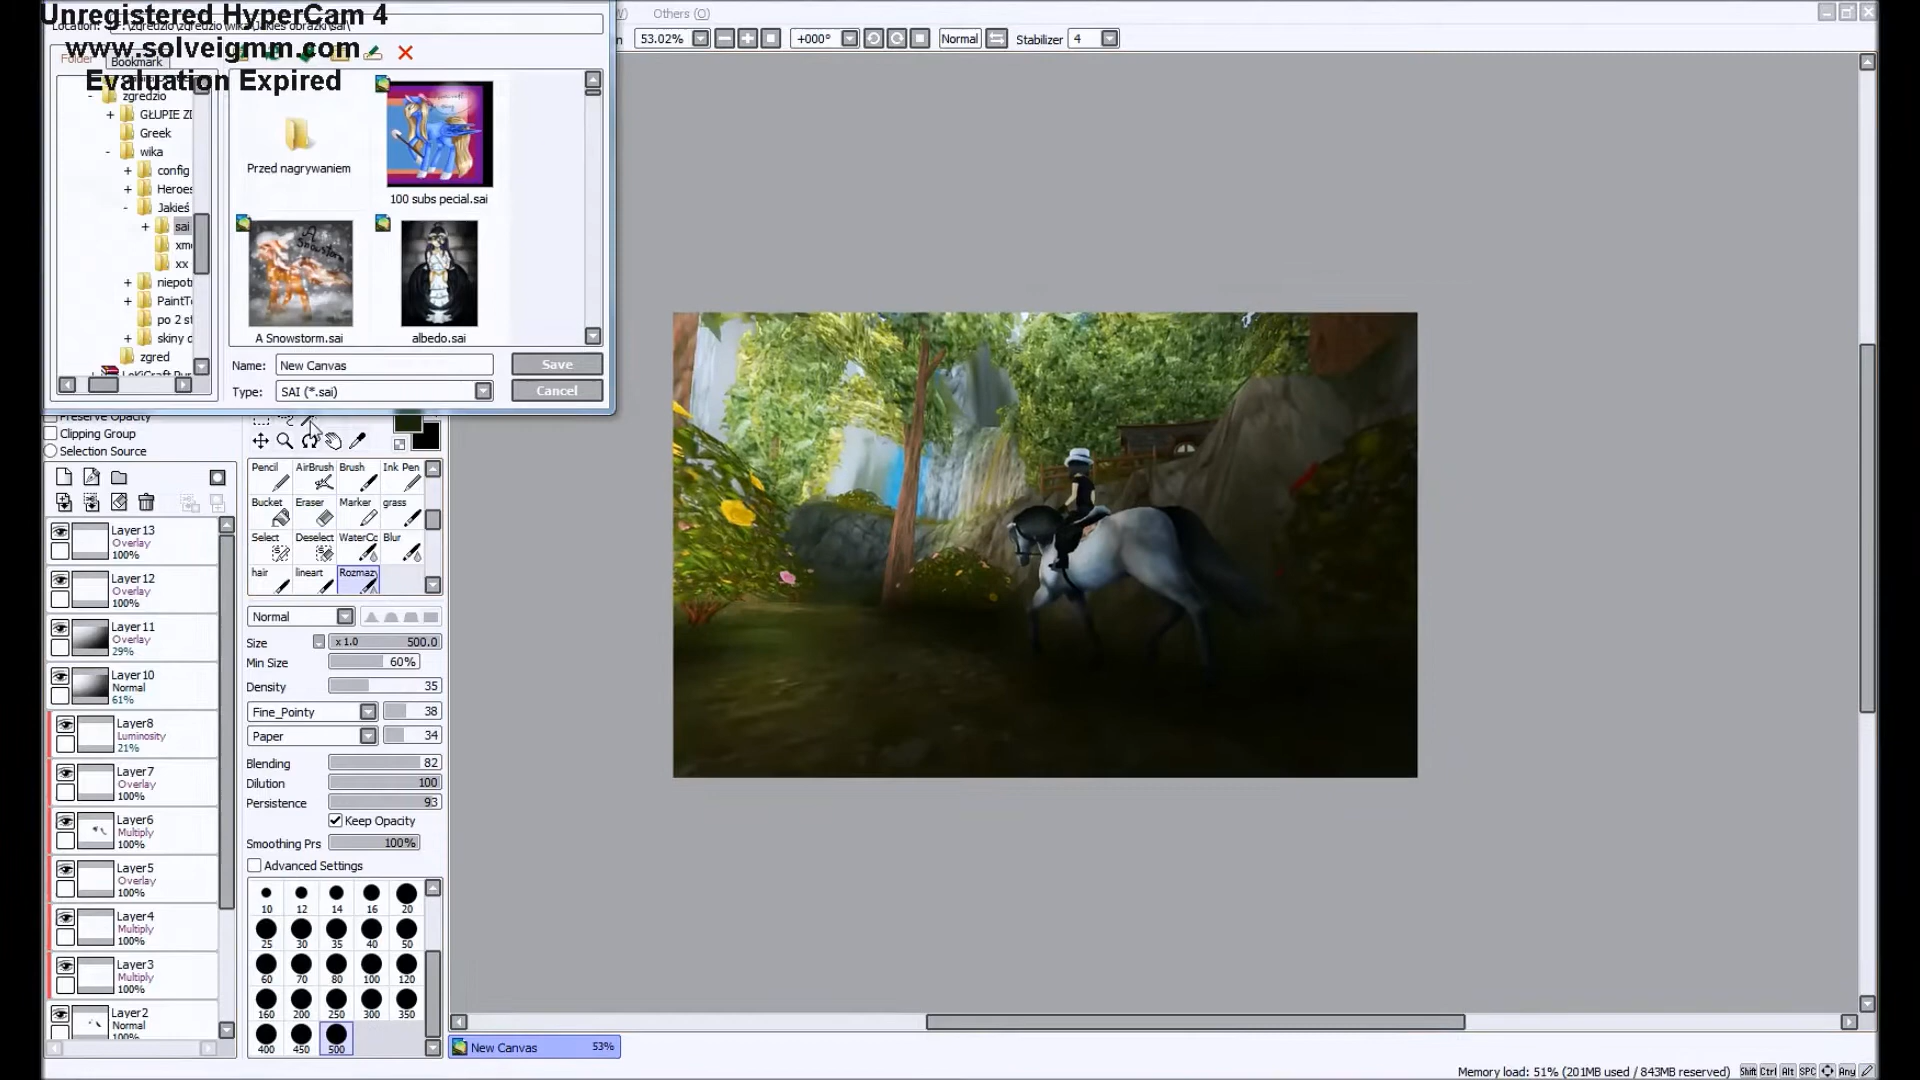 Unregistered HyperCam 4
www.solveigmm.com
Evaluation Expired
Others (O)
53.02%
+000°
Normal
Stabilizer 4
Location:
Folder
Bookmark
zgredzio
GŁUPIE ZI
Greek
wika
config
Heroes
Jakieś
sai
xm
xx
niepot
PaintT
po 2 st
skiny
zgred
Przed nagrywaniem
100 subs pecial.sai
A Snowstorm.sai
albedo.sai
Name: New Canvas
Save
Type: SAI (*.sai)
Cancel
Preserve Opacity
Clipping Group
Selection Source
Layer13
Overlay
100%
Layer12
Overlay
100%
Layer11
Overlay
29%
Layer10
Normal
61%
Layer8
Luminosity
21%
Layer7
Overlay
100%
Layer6
Multiply
100%
Layer5
Overlay
100%
Layer4
Multiply
100%
Layer3
Multiply
100%
Layer2
Normal
100%
Pencil AirBrush Brush Ink Pen
Bucket Eraser Marker grass
Select Deselect WaterCo Blur
hair lineart Rozmaz
Normal
Size x 1.0 500.0
Min Size 60%
Density 35
Fine_Pointy 38
Paper 34
Blending 82
Dilution 100
Persistence 93
Keep Opacity
Smoothing Prs 100%
Advanced Settings
10 12 14 16 20
25 30 35 40 50
60 70 80 100 120
160 200 250 300 350
400 450 500
New Canvas 53%
Memory load: 51% (201MB used / 843MB reserved)
Shift Ctrl Alt SPC Any